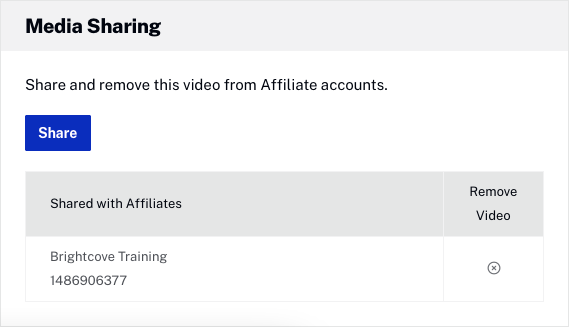 Media Sharing
Share and remove this video from Affiliate accounts.
Share
Shared with Affiliates
Remove
Video
Brightcove Training
1486906377